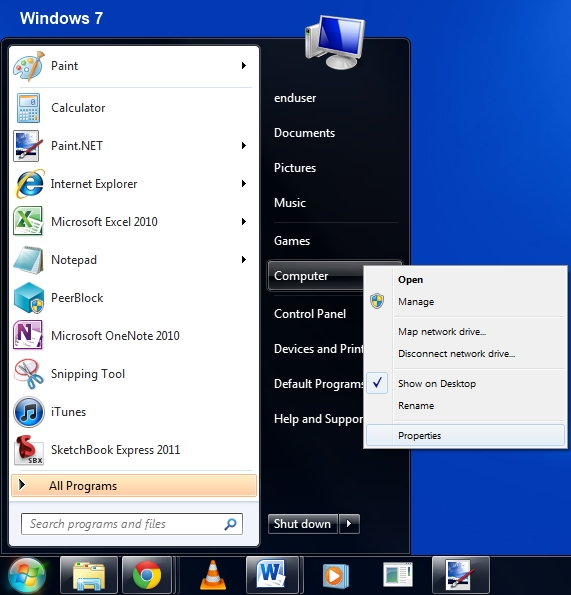 Windows 7
Paint
Calculator
Paint.NET
Internet Explorer
Microsoft Excel 2010
Notepad
PeerBlock
Microsoft OneNote 2010
Snipping Tool
iTunes
SketchBook Express 2011
SBX
All Programs
Search programs and files
enduser
Documents
Pictures
Music
Games
Computer
Control Panel
Devices and Print
Default Programs
Help and Suppor
Shut down
Open
Manage
Map network drive...
Disconnect network drive...
Show on Desktop
Rename
Properties